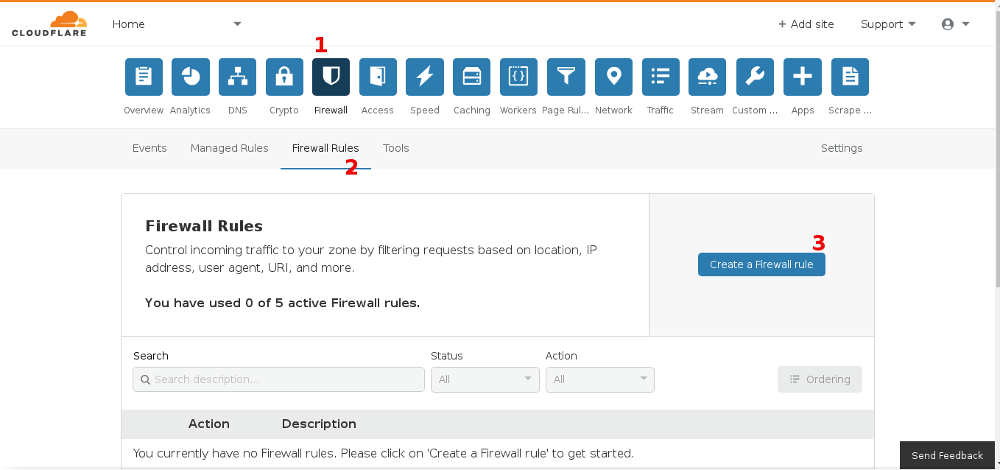 CLOUDFLARE
Home
+ Add site
Support
1
Overview
Analytics
DNS
Crypto
Firewall
Access
Speed
Caching
Workers
Page Rul...
Network
Traffic
Stream
Custom ...
Apps
Scrape ...
Events
Managed Rules
Firewall Rules
Tools
Settings
2
Firewall Rules
Control incoming traffic to your zone by filtering requests based on location, IP
address, user agent, URI, and more.
You have used 0 of 5 active Firewall rules.
3
Create a Firewall rule
Search
Status
Action
Search description...
All
All
Ordering
Action
Description
You currently have no Firewall rules. Please click on 'Create a Firewall rule' to get started.
Send Feedback